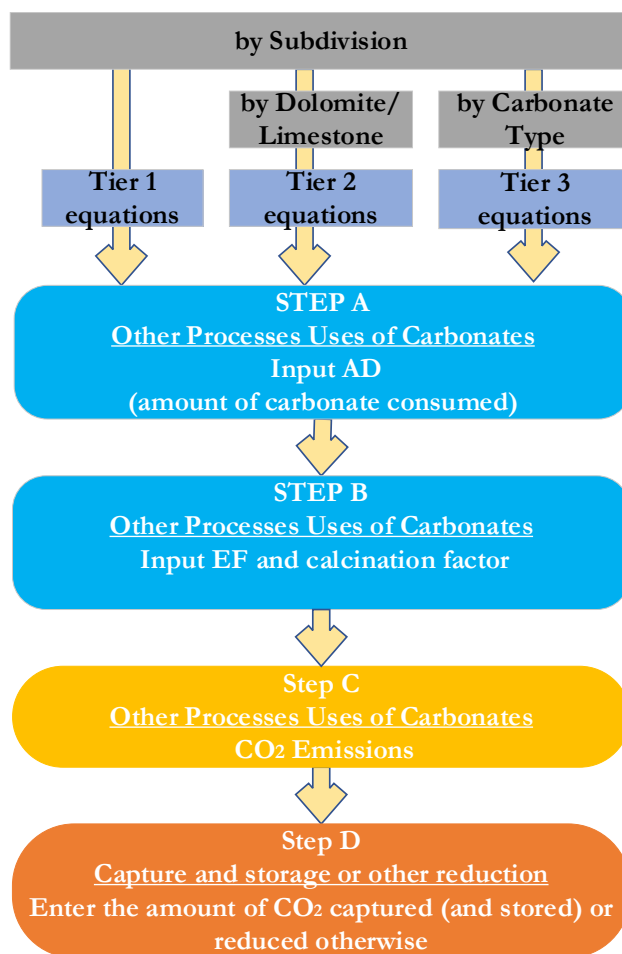 by Subdivision
by Dolomite/
Limestone
by Carbonate
Type
Tier 1
equations
Tier 2
equations
Tier 3
equations
STEP A
Other Processes Uses of Carbonates
Input AD
(amount of carbonate consumed)
STEP B
Other Processes Uses of Carbonates
Input EF and calcination factor
Step C
Other Processes Uses of Carbonates
CO2 Emissions
Step D
Capture and storage or other reduction
Enter the amount of CO2 captured (and stored) or
reduced otherwise